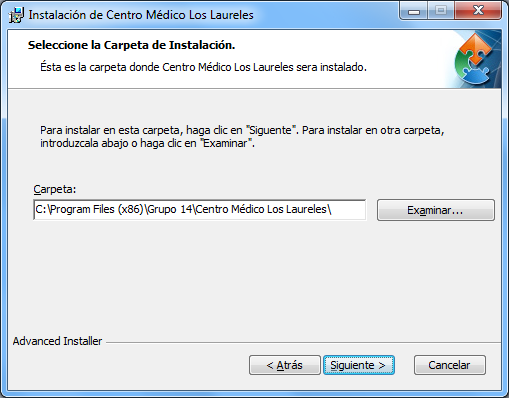 Instalación de Centro Médico Los Laureles
Seleccione la Carpeta de Instalación.
Ésta es la carpeta donde Centro Médico Los Laureles sera instalado.
Para instalar en esta carpeta, haga clic en "Siguente". Para instalar en otra carpeta,
introduzcala abajo o haga clic en "Examinar".
Carpeta:
C:\Program Files (x86)\Grupo 14\Centro Médico Los Laureles\
Examinar...
Advanced Installer
< Atrás
Siguiente >
Cancelar